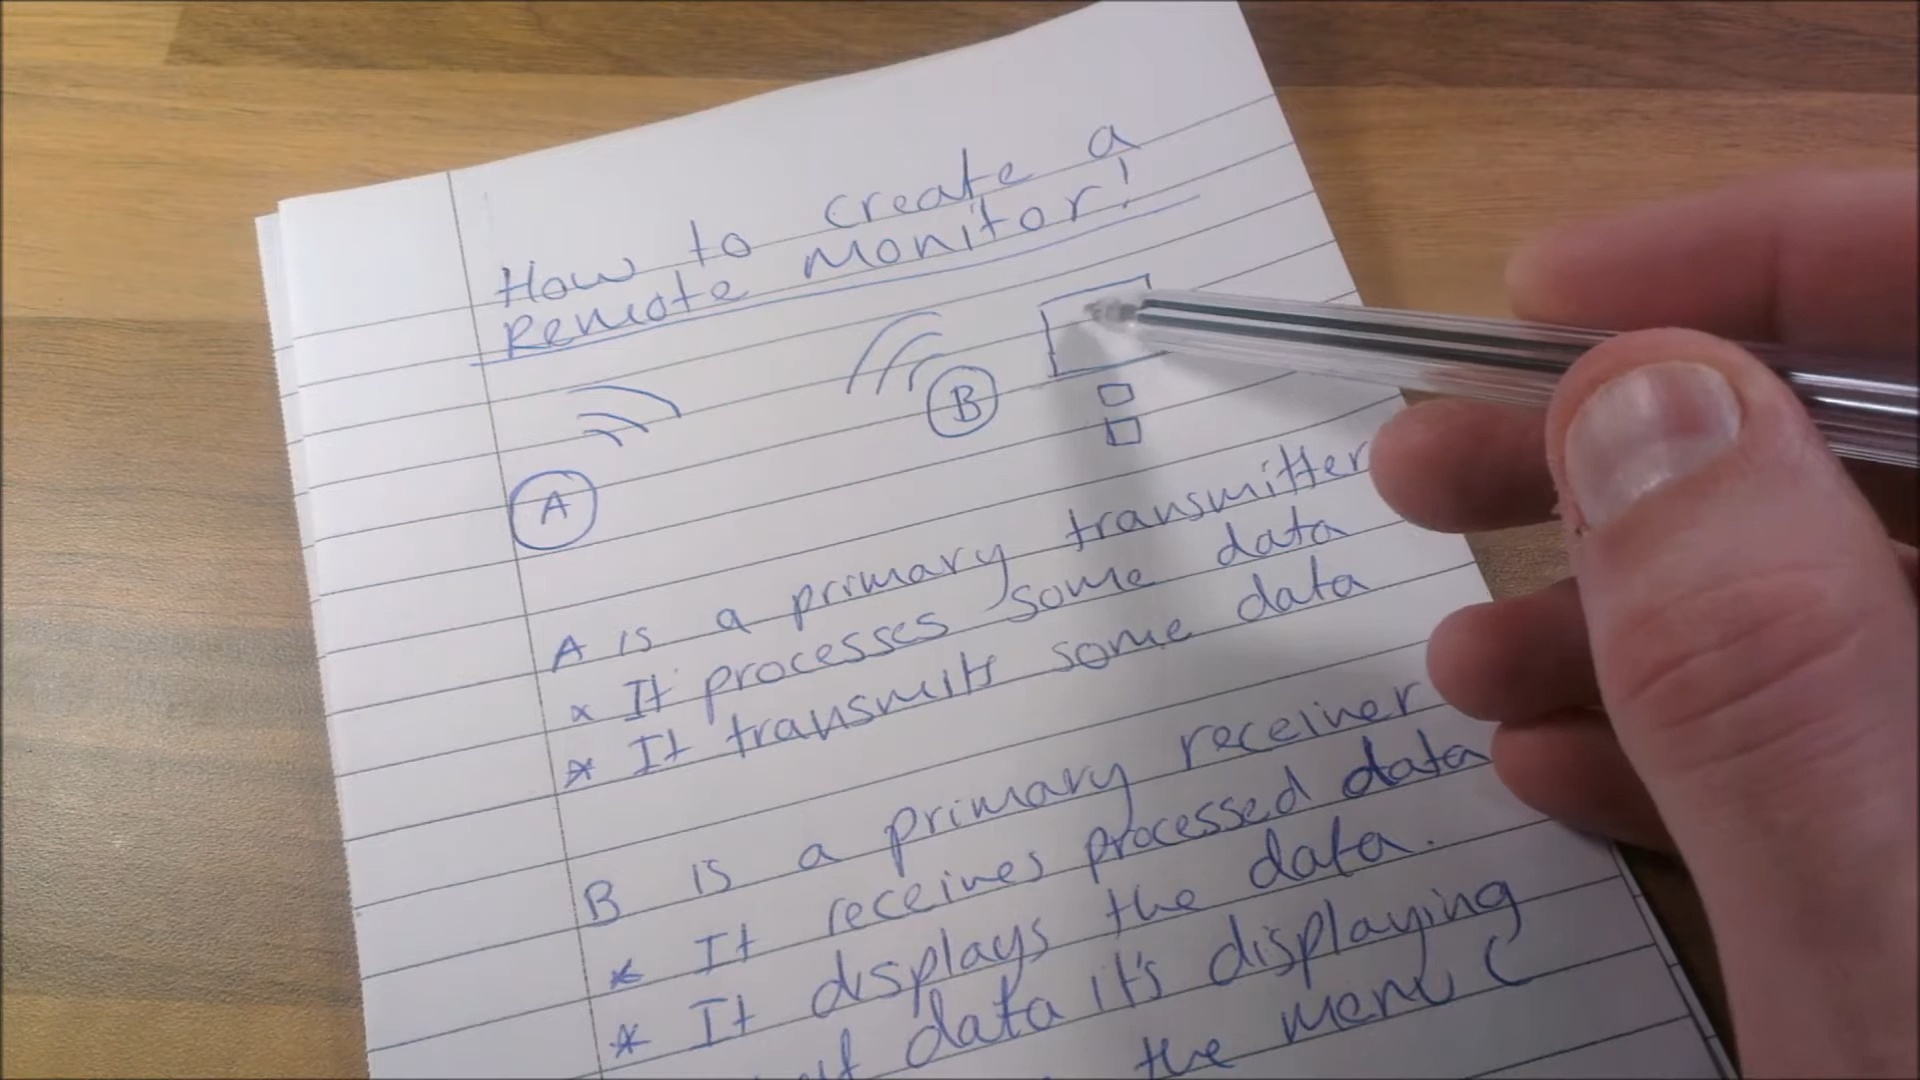 How to create a
Remote Monitor!
B
A
A is a primary transmitter
* It processes some data
* It transmits some data
B is a primary receiver
* It receives processed data
* It displays the data.
data it's displaying
the menu (